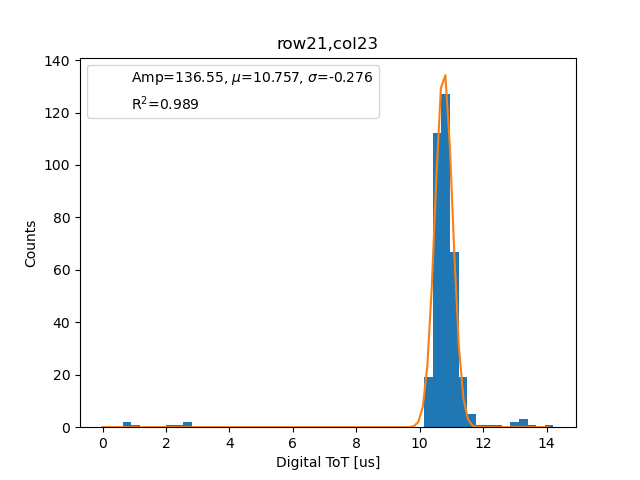 row21,col23
Amp=136.55, μ=10.757, σ=-0.276
R²=0.989
140
120
100
80
60
40
20
0
Counts
0 2 4 6 8 10 12 14
Digital ToT [us]